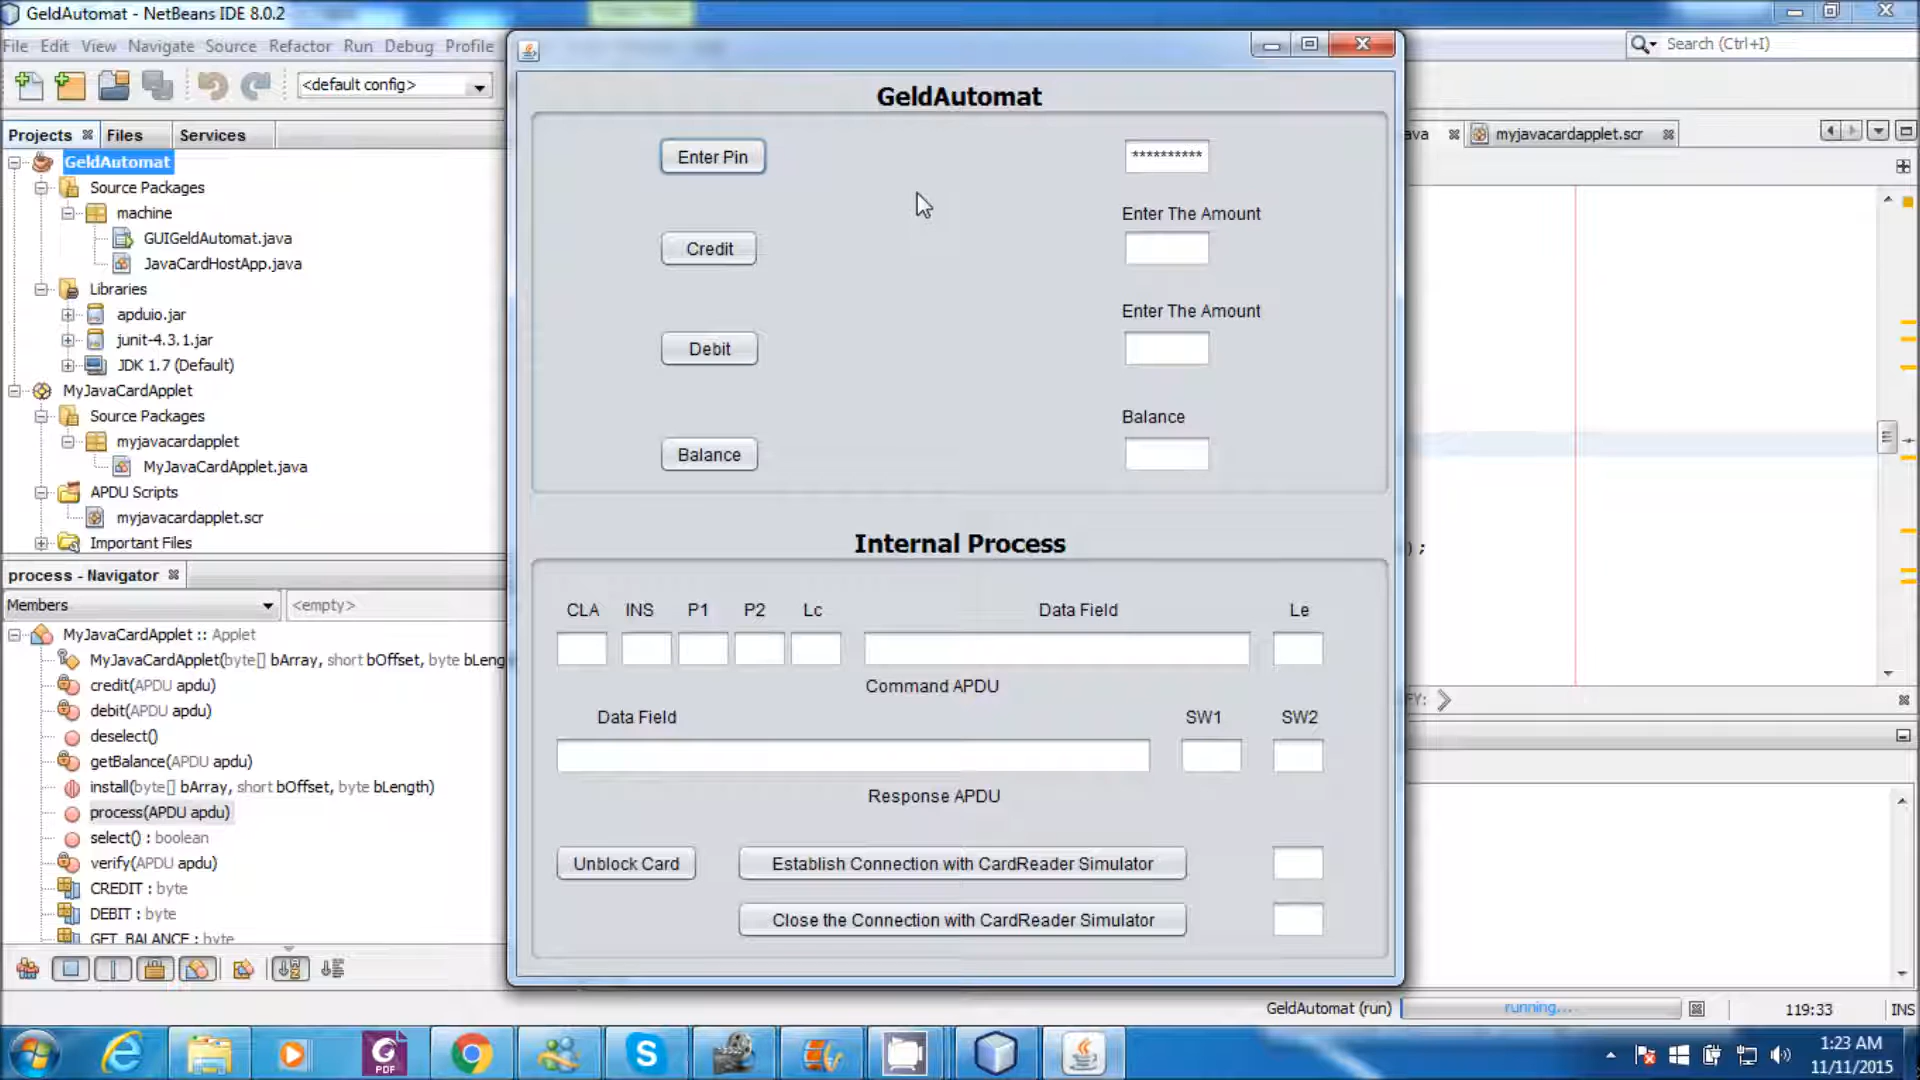 GeldAutomat - NetBeans IDE 8.0.2
File Edit View Navigate Source Refactor Run Debug Profile
Search (Ctrl+I)
<default config>
Projects Files Services
GeldAutomat
Source Packages
machine
GUIGeldAutomat.java
JavaCardHostApp.java
Libraries
apduio.jar
junit-4.3.1.jar
JDK 1.7 (Default)
MyJavaCardApplet
Source Packages
myjavacardapplet
MyJavaCardApplet.java
APDU Scripts
myjavacardapplet.scr
Important Files
process - Navigator
Members <empty>
MyJavaCardApplet :: Applet
MyJavaCardApplet(byte[] bArray, short bOffset, byte bLeng
credit(APDU apdu)
debit(APDU apdu)
deselect()
getBalance(APDU apdu)
install(byte[] bArray, short bOffset, byte bLength)
process(APDU apdu)
select() : boolean
verify(APDU apdu)
CREDIT : byte
DEBIT : byte
GET_BALANCE : byte
GeldAutomat
Enter Pin **********
Enter The Amount
Credit
Enter The Amount
Debit
Balance
Balance
Internal Process
CLA INS P1 P2 Lc Data Field Le
Command APDU
Data Field SW1 SW2
Response APDU
Unblock Card Establish Connection with CardReader Simulator
Close the Connection with CardReader Simulator
ava myjavacardapplet.scr
);
GeldAutomat (run) running... 119:33 INS
PDF
1:23 AM
11/11/2015